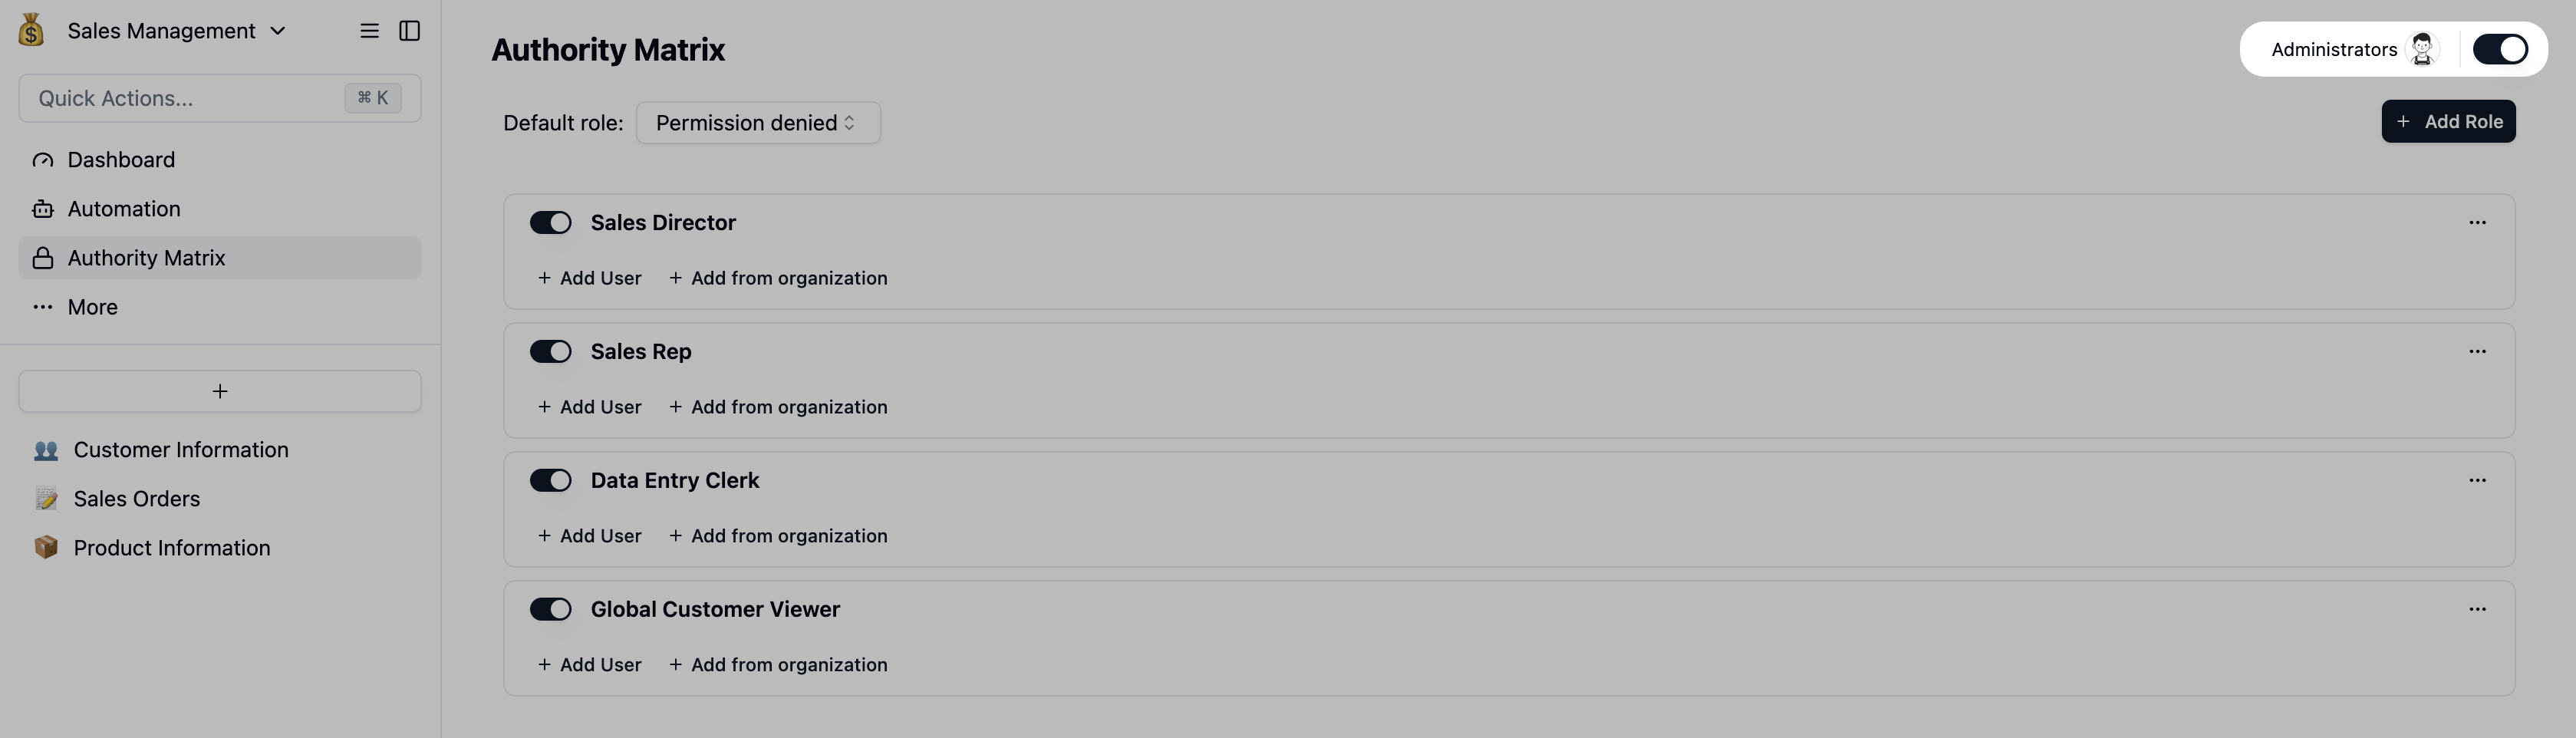 Sales Management
Quick Actions... ⌘ K
Dashboard
Automation
Authority Matrix
More
+
Customer Information
Sales Orders
Product Information
Authority Matrix
Administrators
Default role: Permission denied
+ Add Role
Sales Director
+ Add User + Add from organization
Sales Rep
+ Add User + Add from organization
Data Entry Clerk
+ Add User + Add from organization
Global Customer Viewer
+ Add User + Add from organization